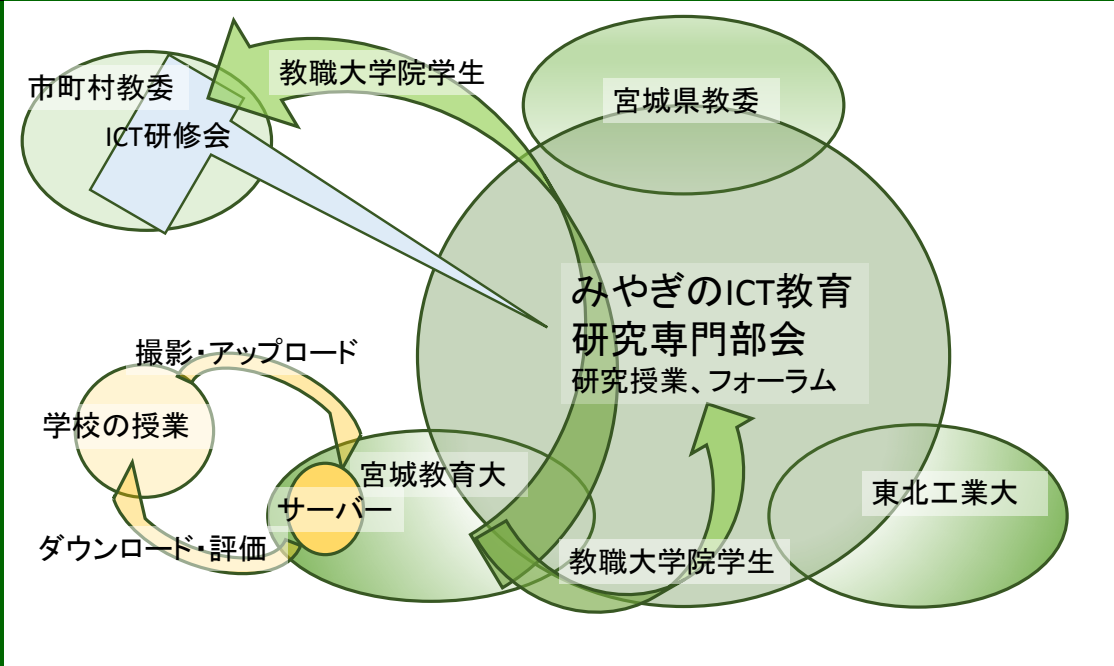 教職大学院学生
市町村教委
ICT研修会
宮城県教委
みやぎのICT教育
研究専門部会
研究授業、フォーラム
撮影・アップロード
学校の授業
宮城教育大
サーバー
東北工業大
ダウンロード・評価
教職大学院学生